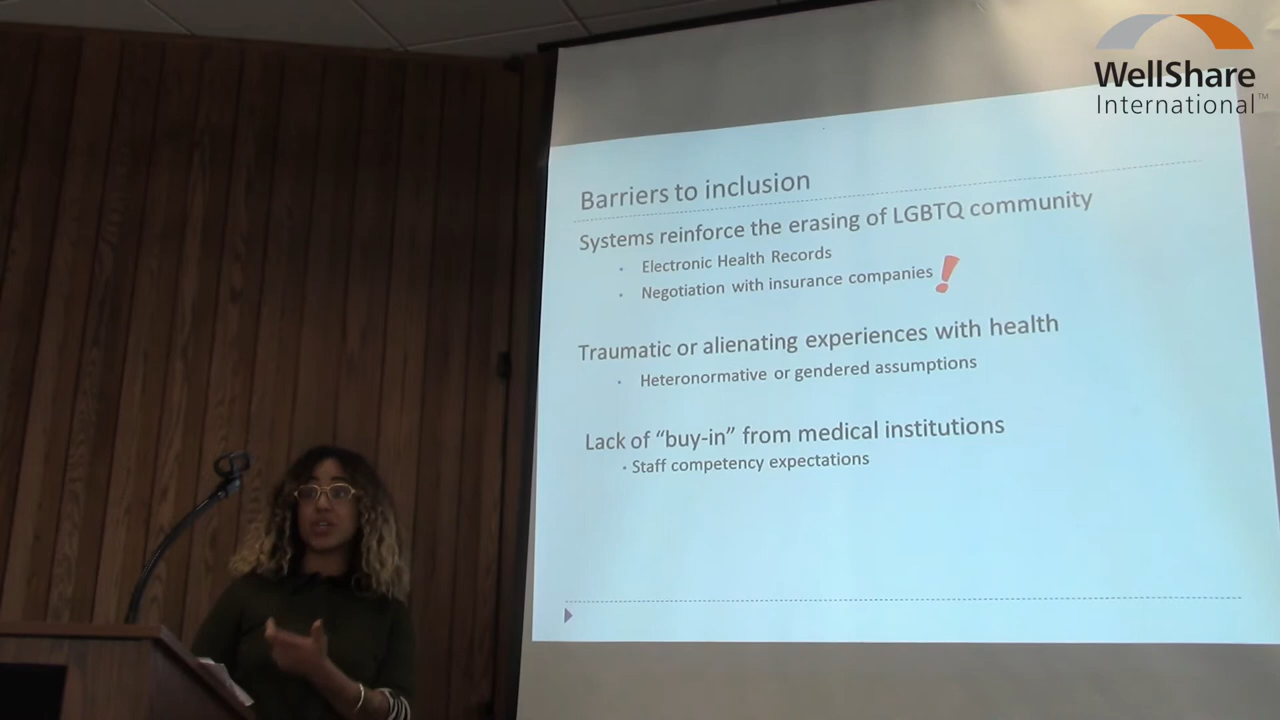 WellShare
International™
Barriers to inclusion
Systems reinforce the erasing of LGBTQ community
• Electronic Health Records
• Negotiation with insurance companies!
Traumatic or alienating experiences with health
• Heteronormative or gendered assumptions
Lack of “buy-in” from medical institutions
• Staff competency expectations